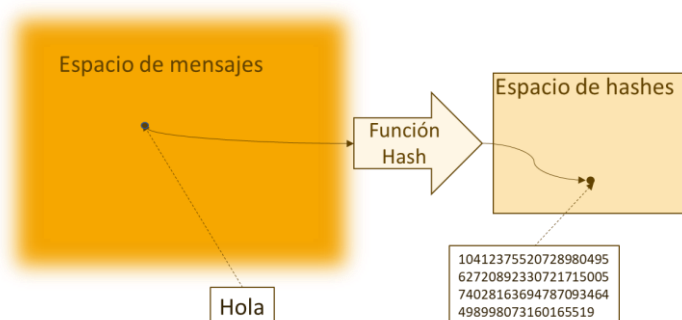 Espacio de mensajes
Espacio de hashes
Función
Hash
Hola
10412375520728980495
62720892330721715005
74028163694787093464
498998073160165519